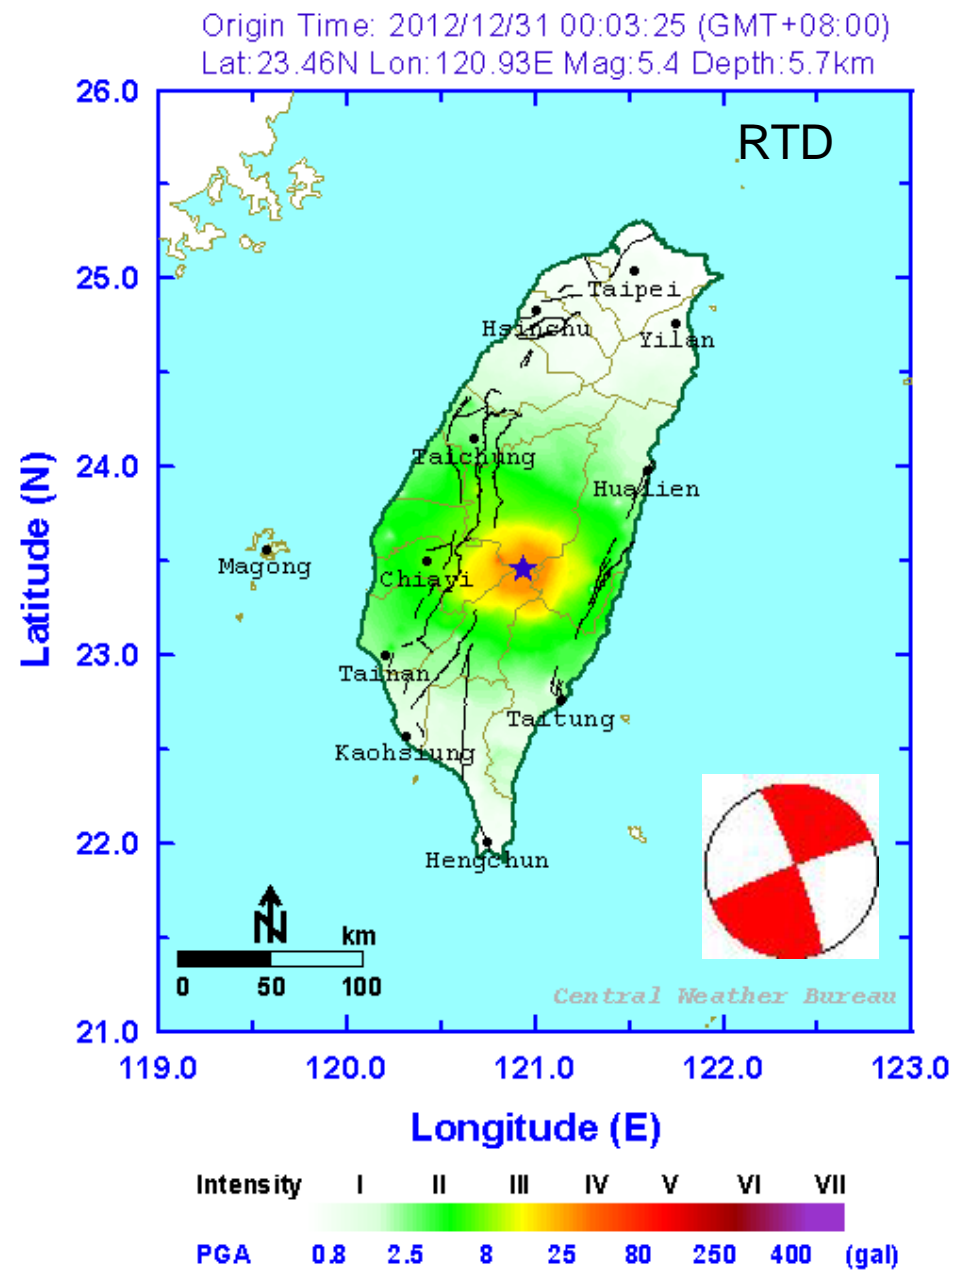 Origin Time: 2012/12/31 00:03:25 (GMT+08:00)
Lat:23.46N Lon:120.93E Mag:5.4 Depth:5.7km
26.0
RTD
25.0
Taipei
Hsinchu
Yilan
24.0
Taichung
Hualien
Magong
Chiayi
23.0
Tainan
Taitung
Kaohsiung
22.0
Hengchun
N
km
0 50 100
Central Weather Bureau
21.0
119.0 120.0 121.0 122.0 123.0
Latitude (N)
Longitude (E)
Intensity I II III IV V VI VII
PGA 0.8 2.5 8 25 80 250 400 (gal)